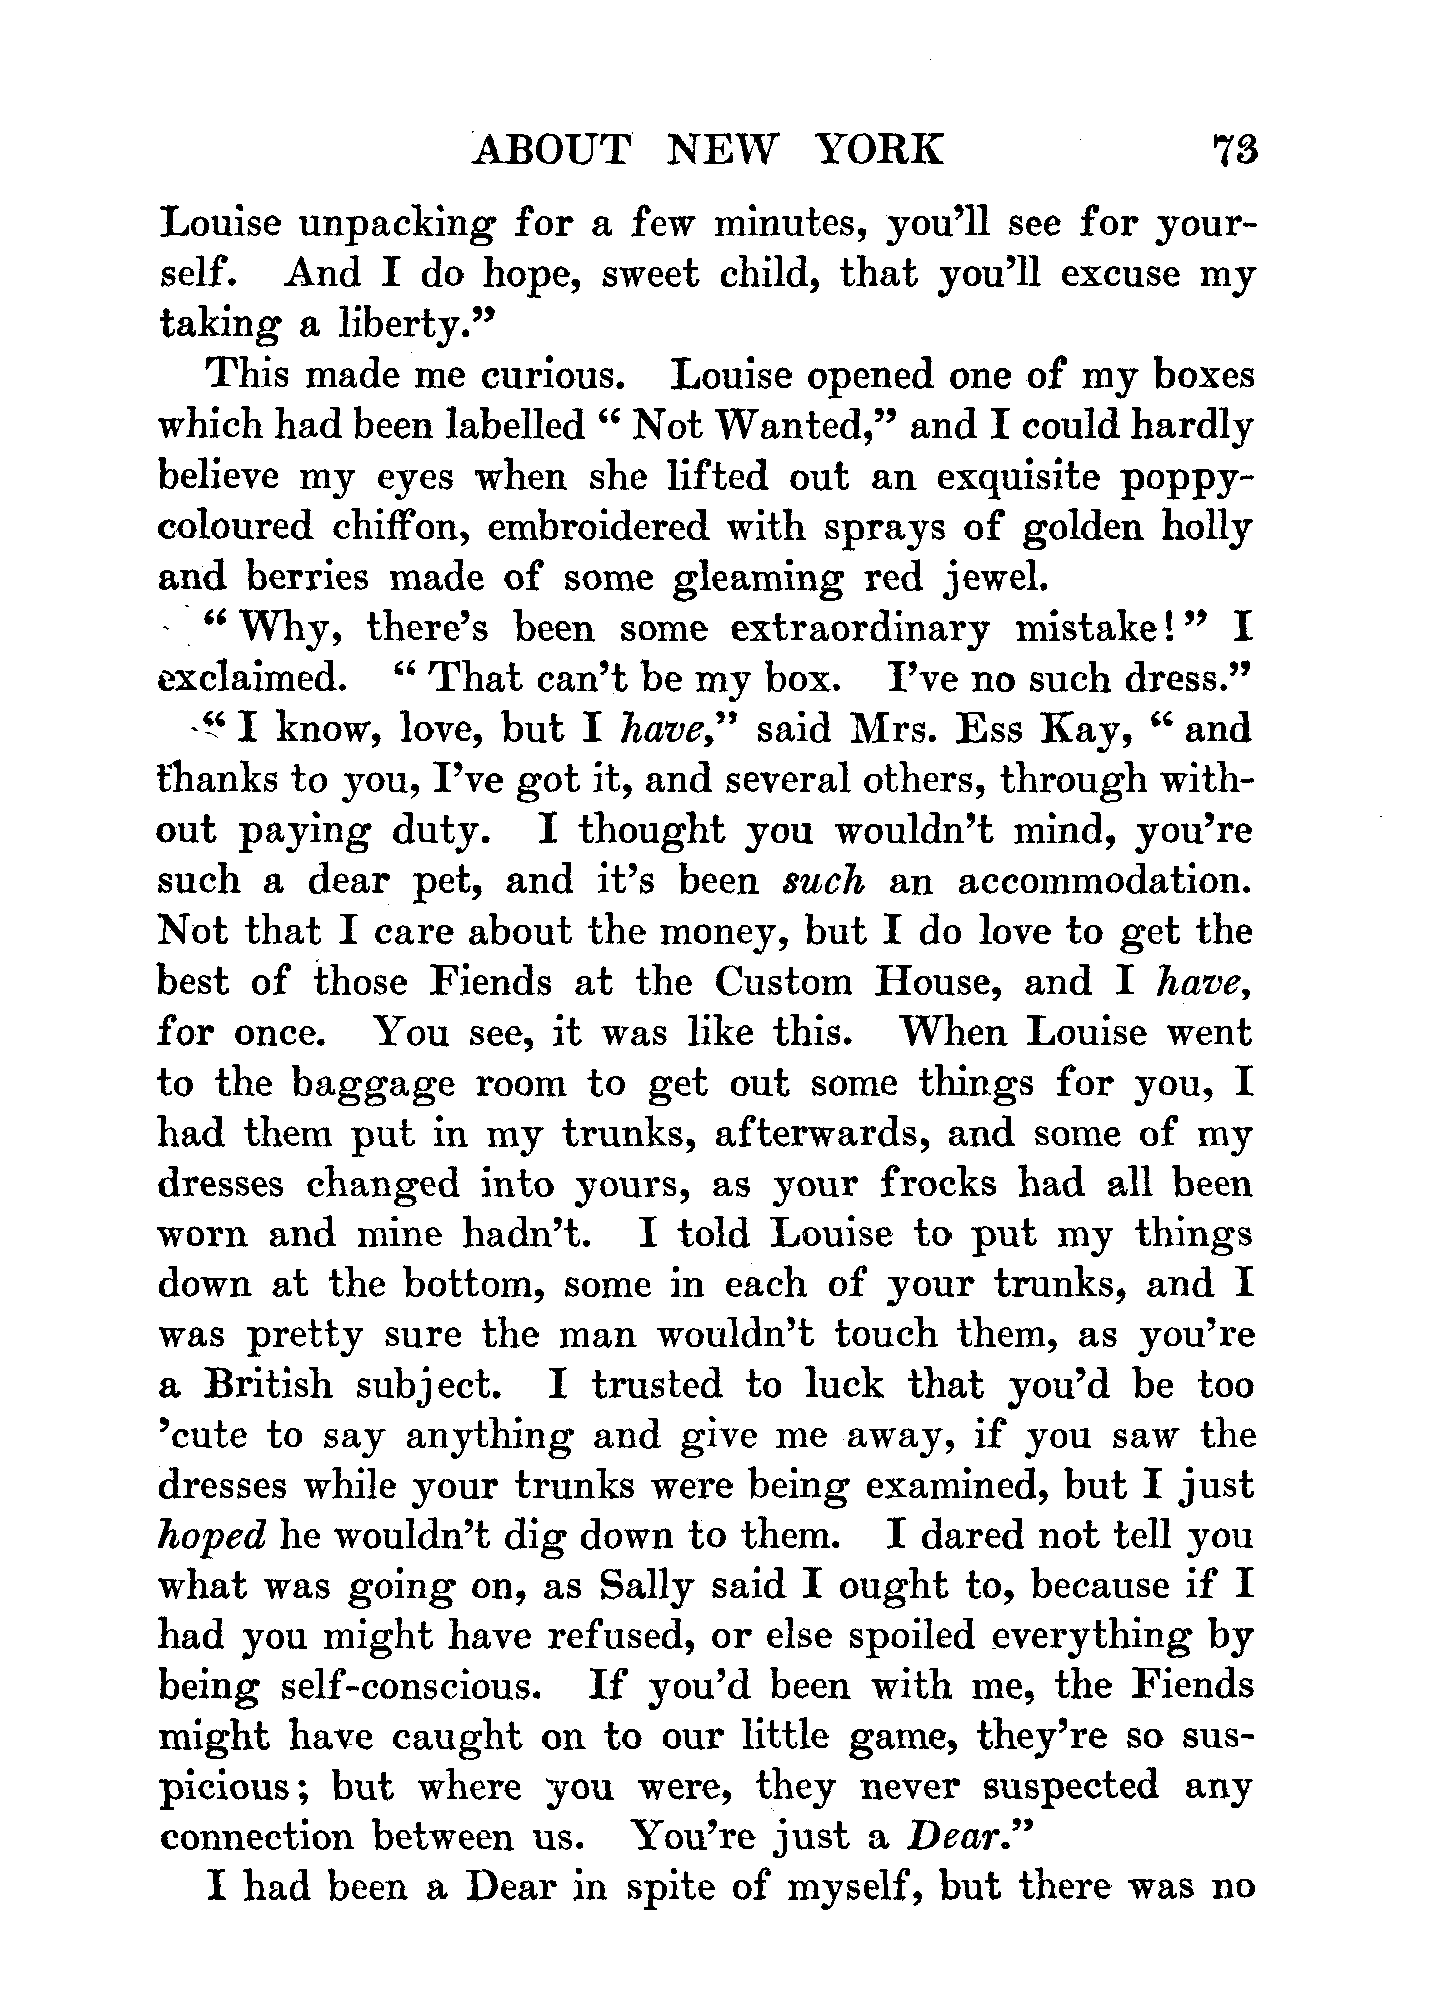 ABOUT NEW YORK 73
Louise unpacking for a few minutes, you'll see for your-
self. And I do hope, sweet child, that you'll excuse my
taking a liberty."
This made me curious. Louise opened one of my boxes
which had been labelled " Not Wanted," and I could hardly
believe my eyes when she lifted out an exquisite poppy-
coloured chiffon, embroidered with sprays of golden holly
and berries made of some gleaming red jewel.
" Why, there's been some extraordinary mistake!" I
exclaimed. " That can't be my box. I've no such dress."
" I know, love, but I have," said Mrs. Ess Kay, " and
thanks to you, I've got it, and several others, through with-
out paying duty. I thought you wouldn't mind, you're
such a dear pet, and it's been such an accommodation.
Not that I care about the money, but I do love to get the
best of those Fiends at the Custom House, and I have,
for once. You see, it was like this. When Louise went
to the baggage room to get out some things for you, I
had them put in my trunks, afterwards, and some of my
dresses changed into yours, as your frocks had all been
worn and mine hadn't. I told Louise to put my things
down at the bottom, some in each of your trunks, and I
was pretty sure the man wouldn't touch them, as you're
a British subject. I trusted to luck that you'd be too
'cute to say anything and give me away, if you saw the
dresses while your trunks were being examined, but I just
hoped he wouldn't dig down to them. I dared not tell you
what was going on, as Sally said I ought to, because if I
had you might have refused, or else spoiled everything by
being self-conscious. If you'd been with me, the Fiends
might have caught on to our little game, they're so sus-
picious; but where you were, they never suspected any
connection between us. You're just a Dear."
I had been a Dear in spite of myself, but there was no